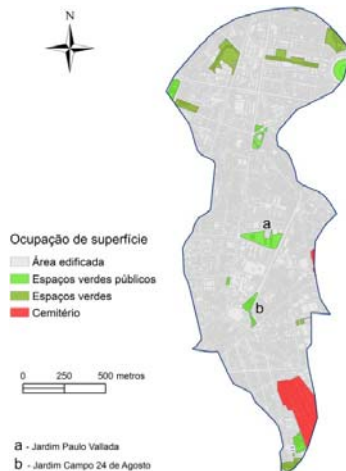 N
a
b
Ocupação de superfície
Área edificada
Espaços verdes públicos
Espaços verdes
Cemitério
0 250 500 metros
a - Jardim Paulo Vallada
b - Jardim Campo 24 de Agosto